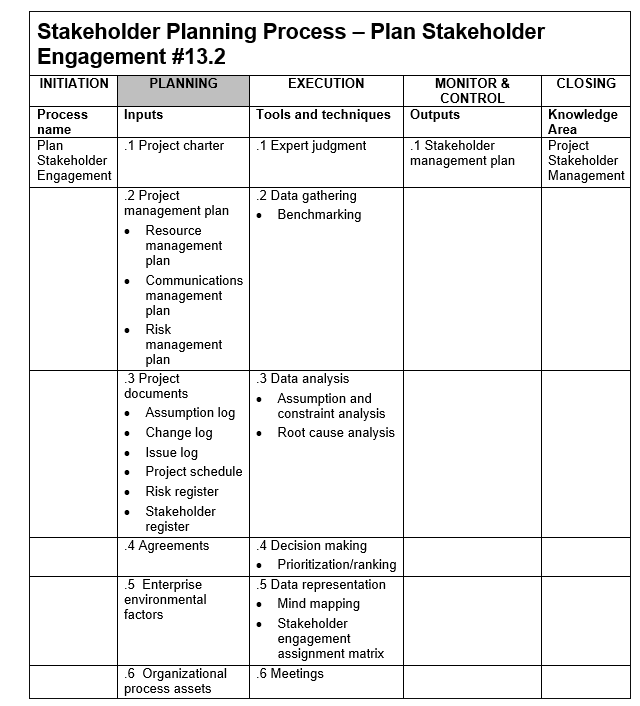 Stakeholder Planning Process – Plan Stakeholder
Engagement #13.2
INITIATION PLANNING EXECUTION MONITOR & CLOSING
CONTROL
Process Inputs Tools and techniques Outputs Knowledge
name Area
Plan .1 Project charter .1 Expert judgment .1 Stakeholder Project
Stakeholder management plan Stakeholder
Engagement Management
.2 Project .2 Data gathering
management plan • Benchmarking
• Resource
management
plan
• Communications
management
plan
• Risk
management
plan
.3 Project .3 Data analysis
documents • Assumption and
• Assumption log constraint analysis
• Change log • Root cause analysis
• Issue log
• Project schedule
• Risk register
• Stakeholder
register
.4 Agreements .4 Decision making
• Prioritization/ranking
.5 Enterprise .5 Data representation
environmental • Mind mapping
factors • Stakeholder
engagement
assignment matrix
.6 Organizational .6 Meetings
process assets